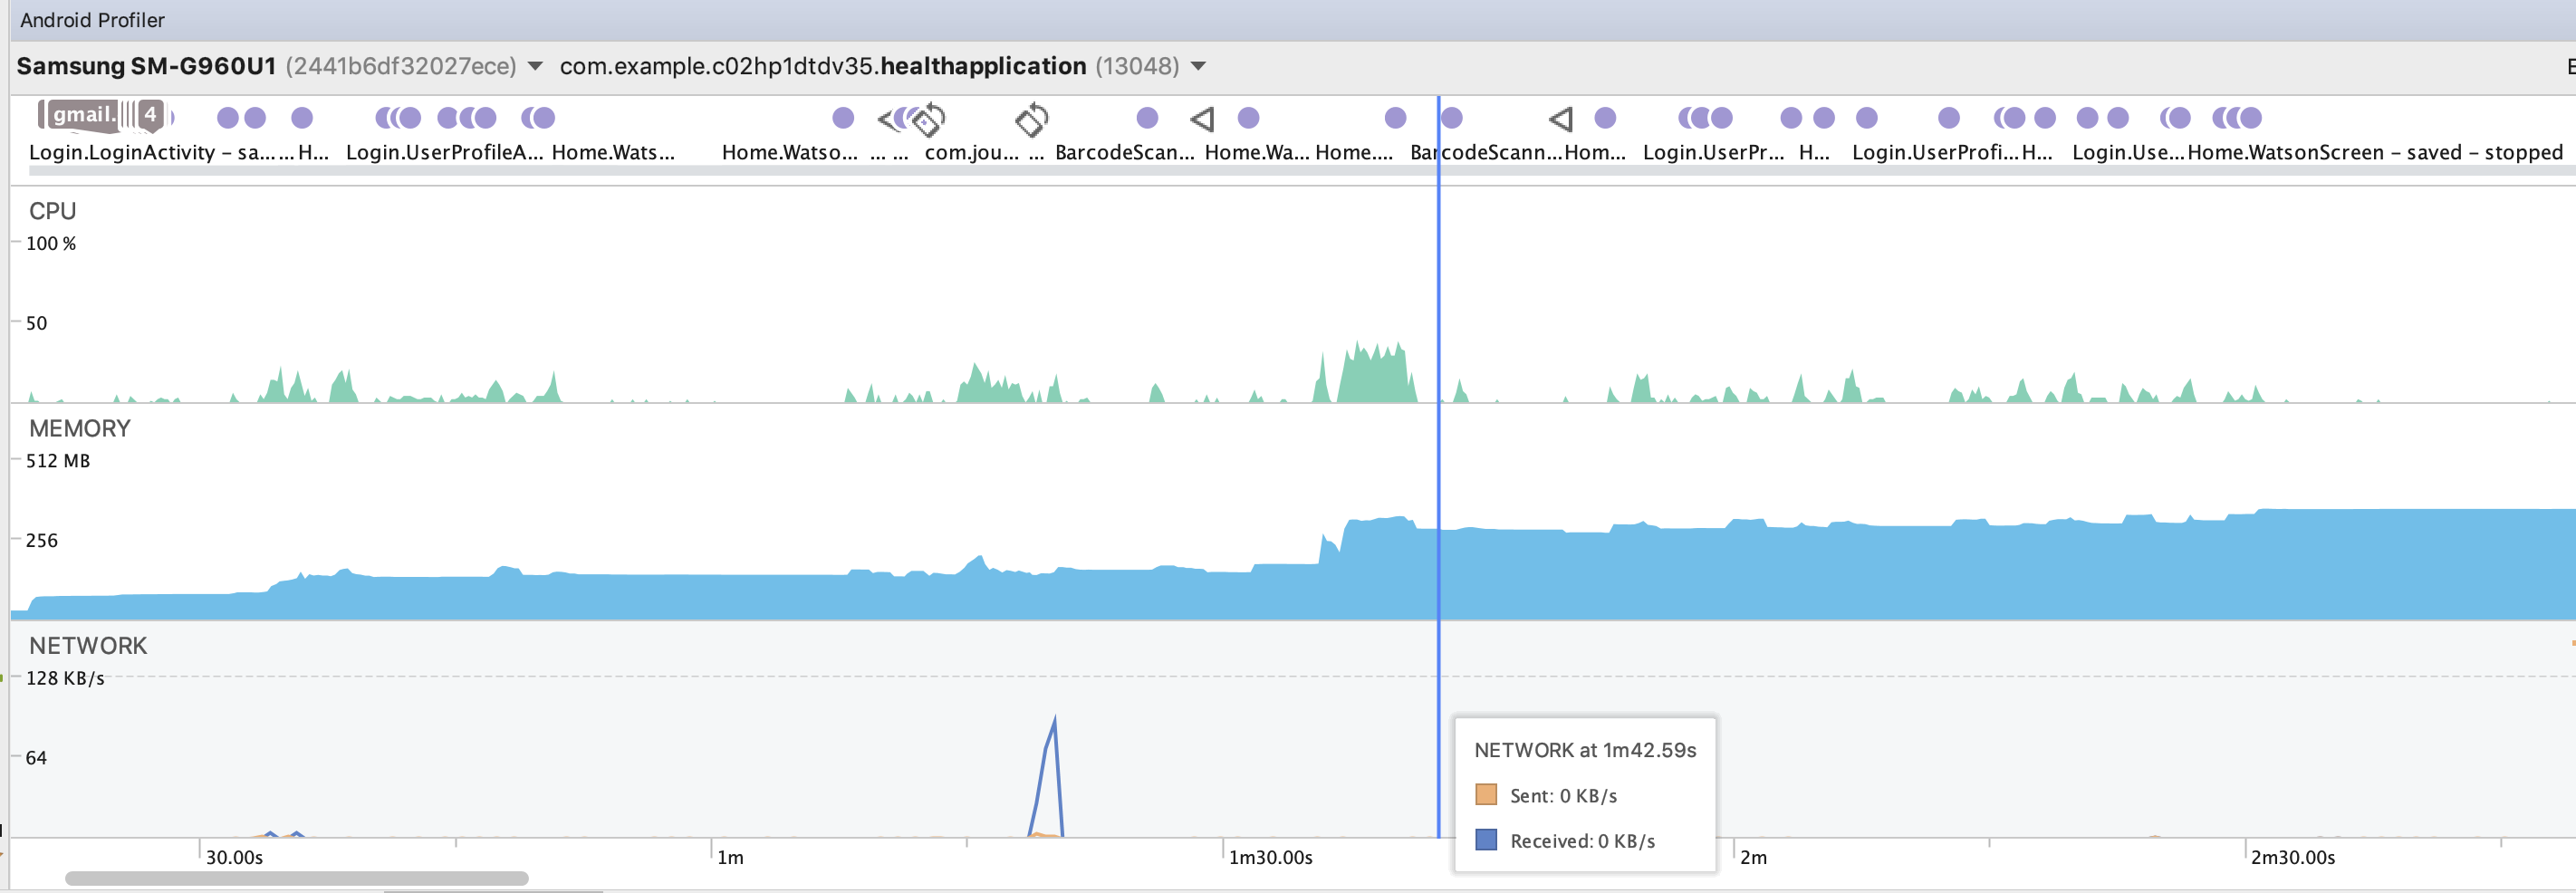 Android Profiler
Samsung SM-G960U1 (2441b6df32027ece) com.example.c02hp1dtdv35.healthapplication (13048)
gmail. 4
Login.LoginActivity – sa... ... H... Login.UserProfileA... Home.Wats... Home.Watso... ... ... com.jou... ... BarcodeScan... Home.Wa... Home.... BarcodeScann... Hom... Login.UserPr... H... Login.UserProfi... H... Login.Use... Home.WatsonScreen – saved – stopped
CPU
100 %
50
MEMORY
512 MB
256
NETWORK
128 KB/s
64
NETWORK at 1m42.59s
Sent: 0 KB/s
Received: 0 KB/s
30.00s 1m 1m30.00s 2m 2m30.00s